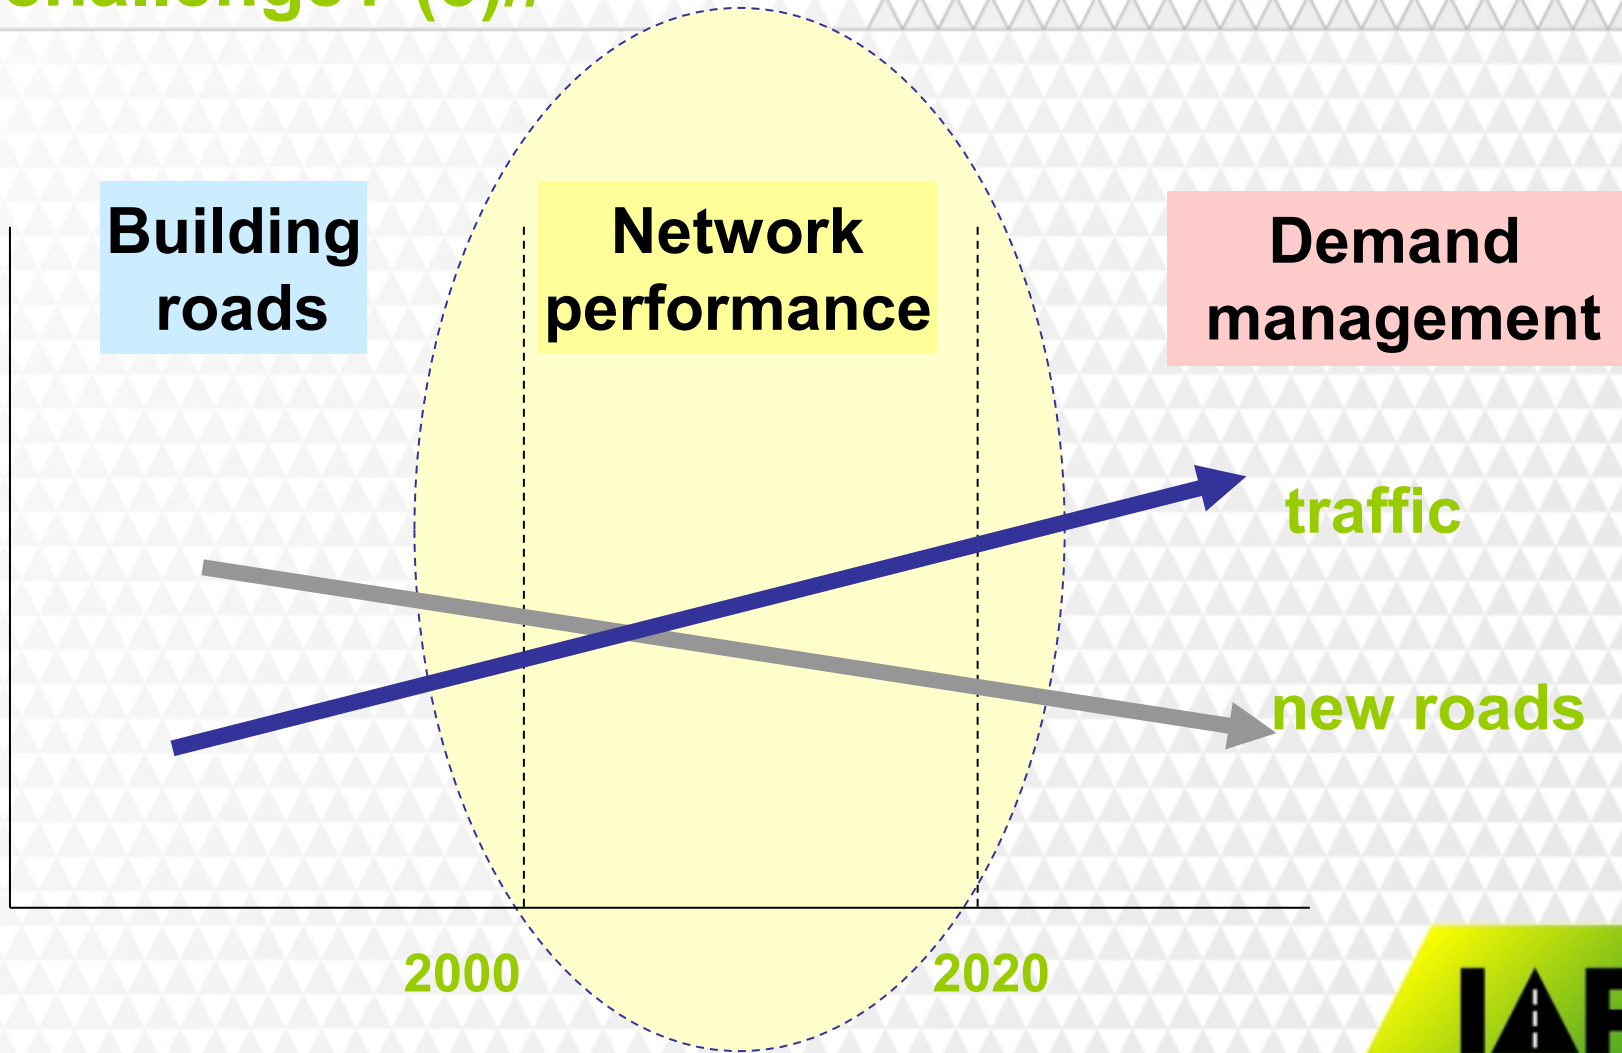 Building
roads
Network
performance
Demand
management
traffic
new roads
2000
2020